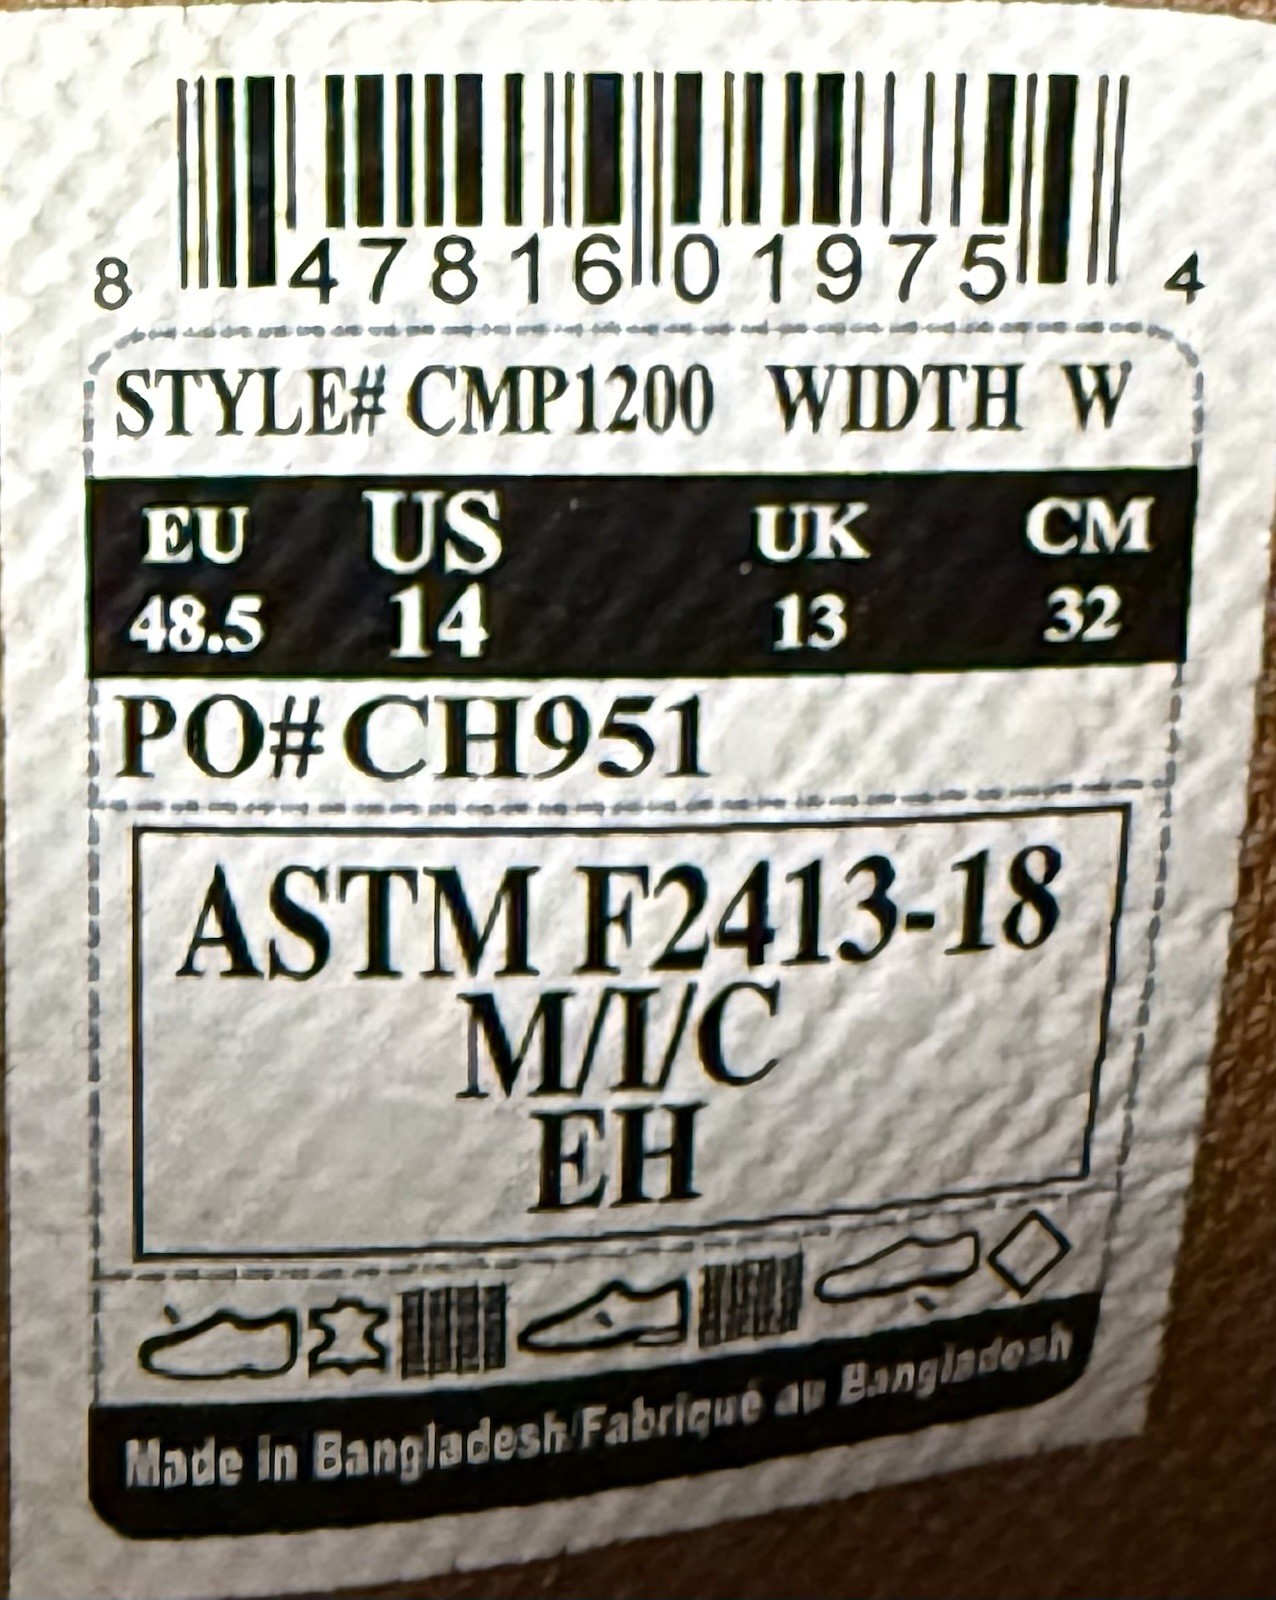 8 47816 01975 4
STYLE# CMP1200 WIDTH W
EU US UK CM
48.5 14 13 32
PO# CH951
ASTM F2413-18
M/I/C
EH
Made in Bangladesh/Fabriqué au Bangladesh